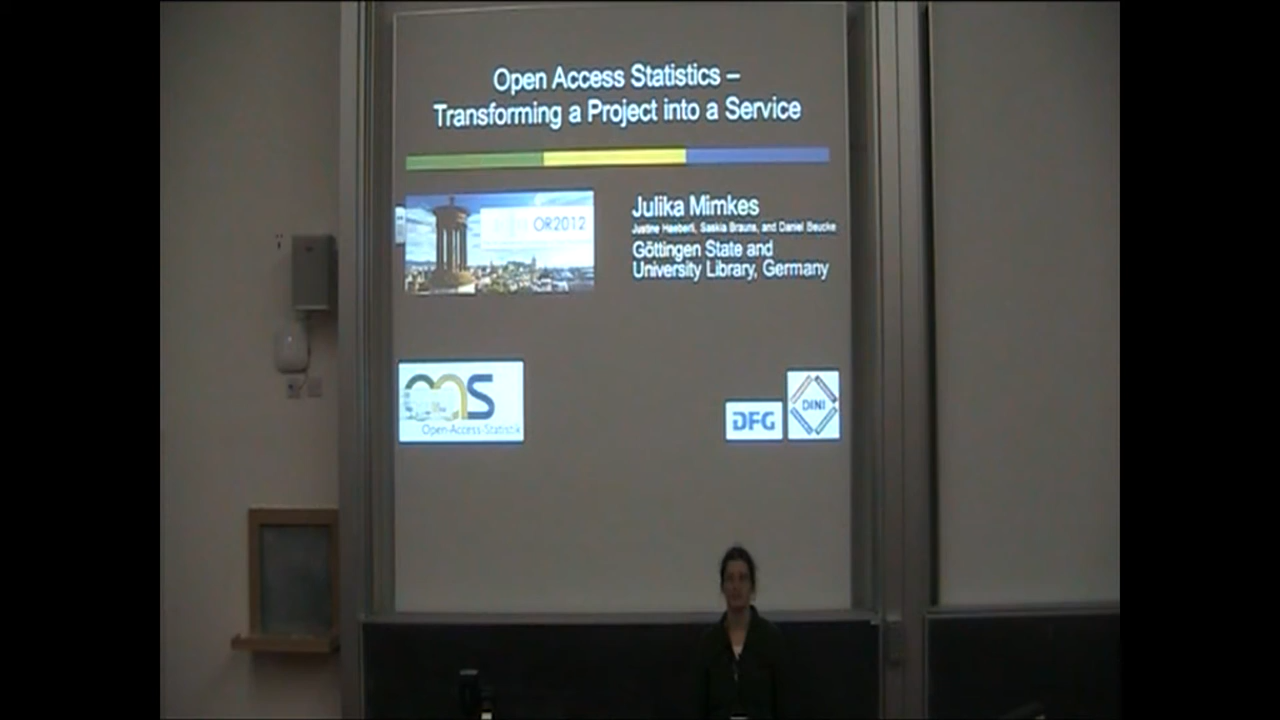 Open Access Statistics –
Transforming a Project into a Service
OR2012
Julika Mimkes
Justine Haeberli, Saskia Brauns, and Daniel Beucke
Göttingen State and
University Library, Germany
Open-Access-Statistik
DFG
DINI